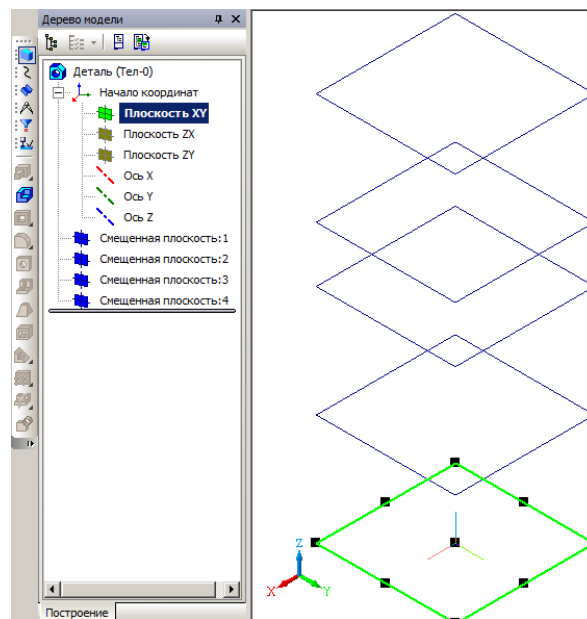 Дерево модели
Деталь (Тел-0)
Начало координат
Плоскость XY
Плоскость ZX
Плоскость ZY
Ось X
Ось Y
Ось Z
Смещенная плоскость:1
Смещенная плоскость:2
Смещенная плоскость:3
Смещенная плоскость:4
Z
X
Y
Построение